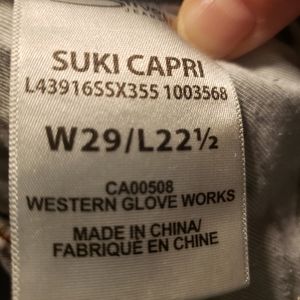 SUKI CAPRI
L43916SSX355 1003568
W29/L22½
CA00508
WESTERN GLOVE WORKS
MADE IN CHINA/
FABRIQUÉ EN CHINE